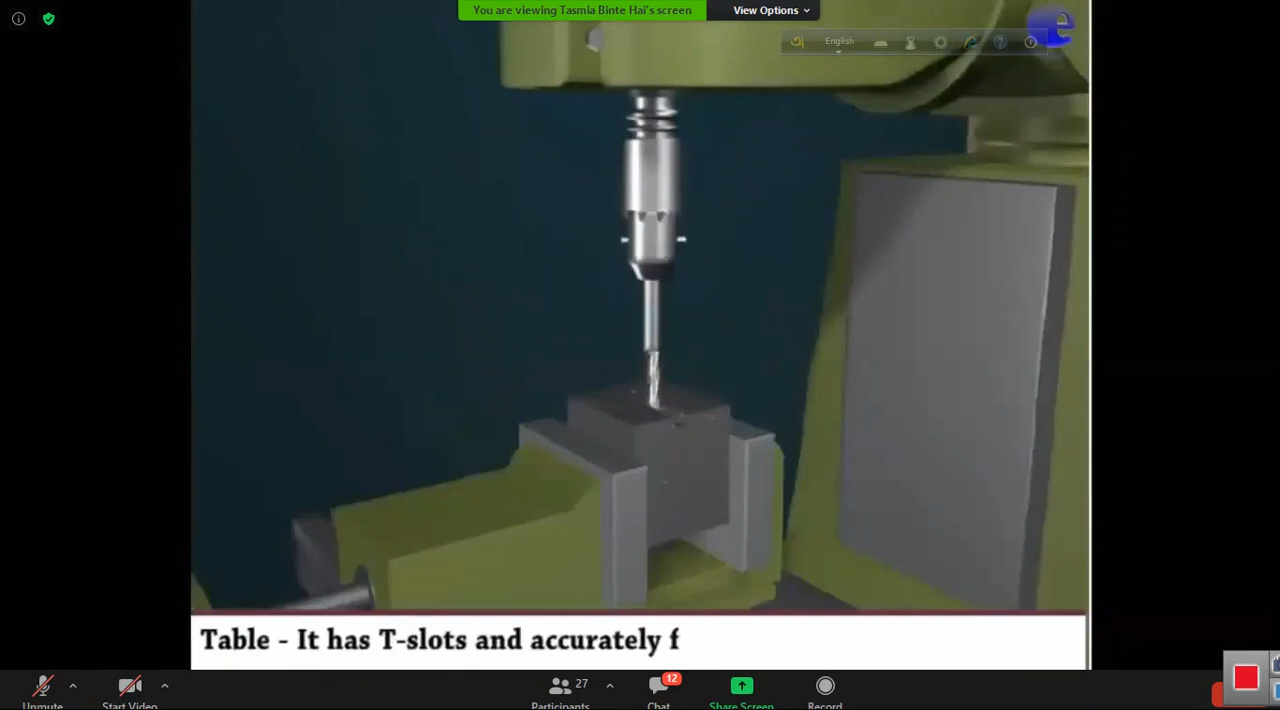 You are viewing Tasmia Binte Hai's screen View Options
English
Table - It has T-slots and accurately f
Unmute Start Video 27 Participants 12 Chat Share Screen Record